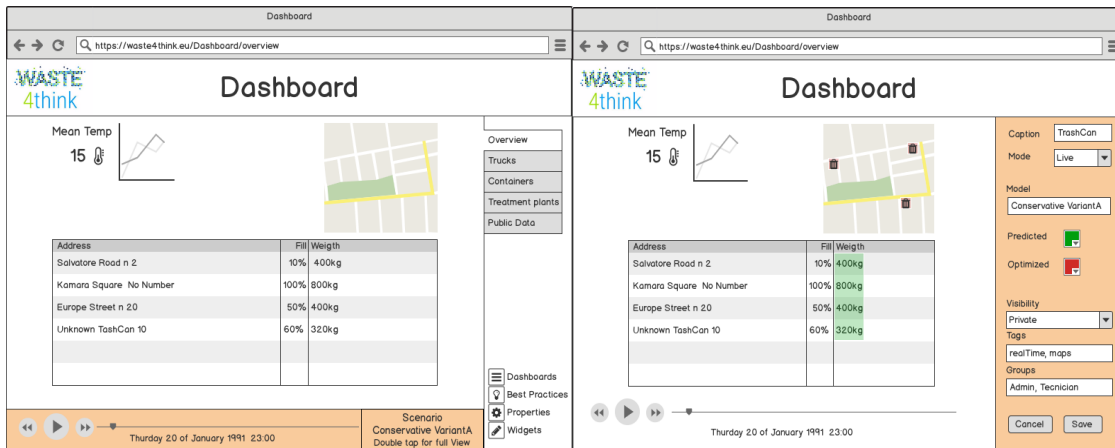 Dashboard
https://waste4think.eu/Dashboard/overview
WASTE
4think
Dashboard
Mean Temp
15
Overview
Trucks
Containers
Treatment plants
Public Data
Address Fill Weigth
Salvatore Road n 2 10% 400kg
Kamara Square No Number 100% 800kg
Europe Street n 20 50% 400kg
Unknown TashCan 10 60% 320kg
Dashboards
Best Practices
Properties
Widgets
Thurday 20 of January 1991 23:00
Scenario
Conservative VariantA
Double tap for full View
Dashboard
https://waste4think.eu/Dashboard/overview
WASTE
4think
Dashboard
Mean Temp
15
Address Fill Weigth
Salvatore Road n 2 10% 400kg
Kamara Square No Number 100% 800kg
Europe Street n 20 50% 400kg
Unknown TashCan 10 60% 320kg
Thurday 20 of January 1991 23:00
Caption TrashCan
Mode Live
Model
Conservative VariantA
Predicted
Optimized
Visibility
Private
Tags
realTime, maps
Groups
Admin, Tecnician
Cancel Save